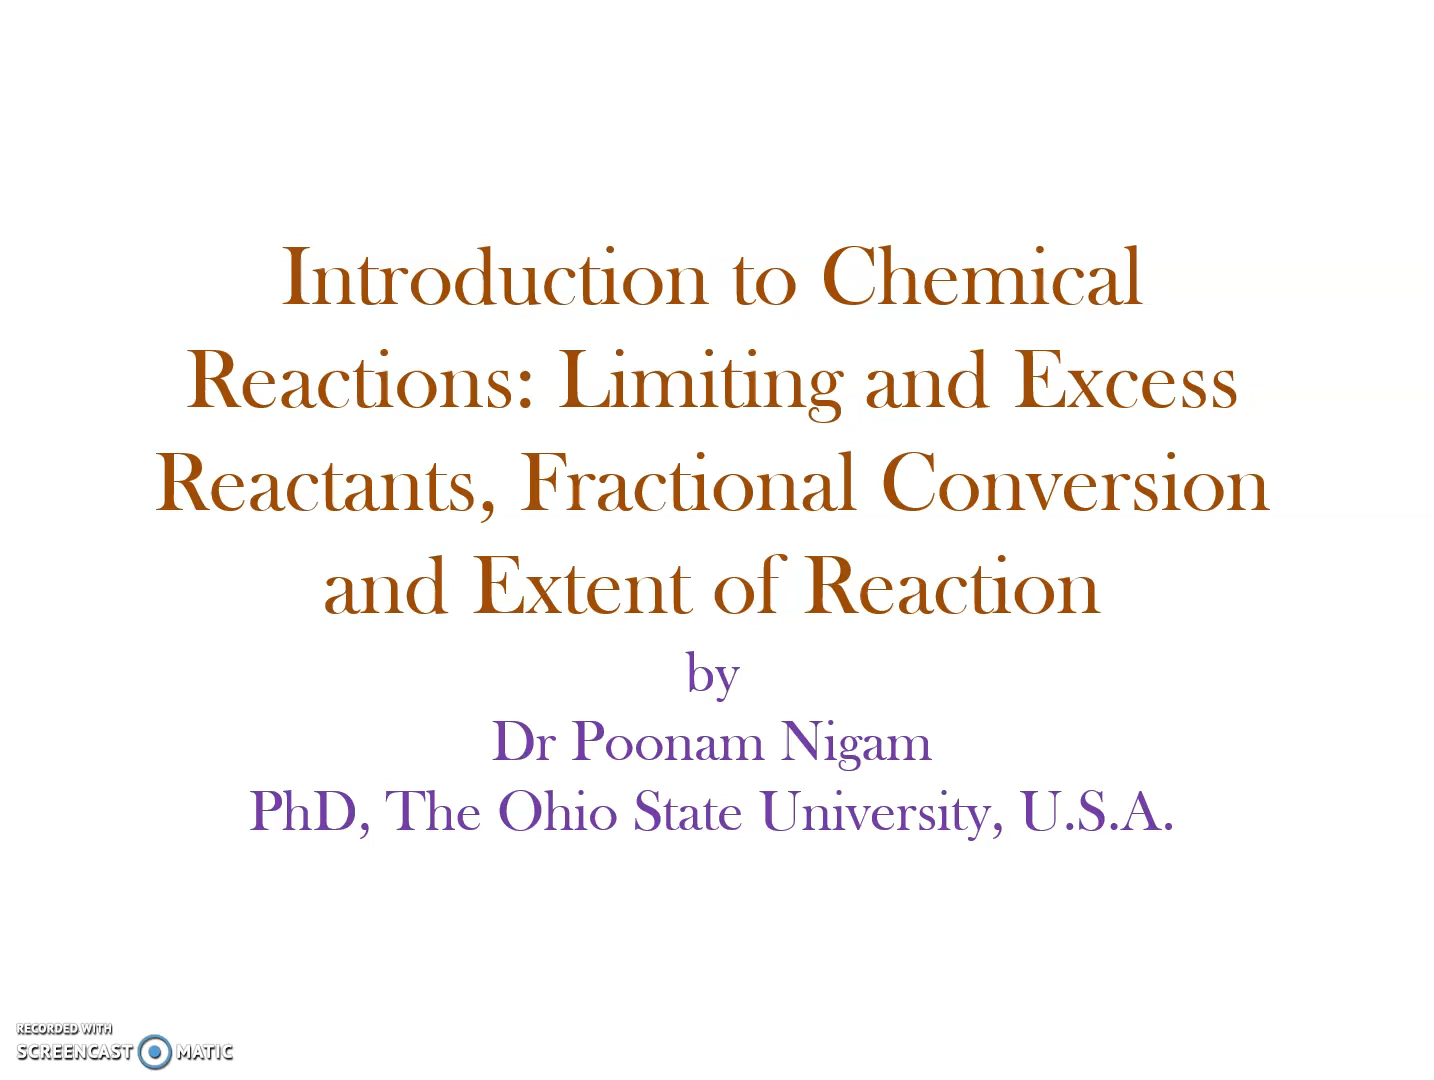 Introduction to Chemical
Reactions: Limiting and Excess
Reactants, Fractional Conversion
and Extent of Reaction
by
Dr Poonam Nigam
PhD, The Ohio State University, U.S.A.
RECORDED WITH
SCREENCAST MATIC